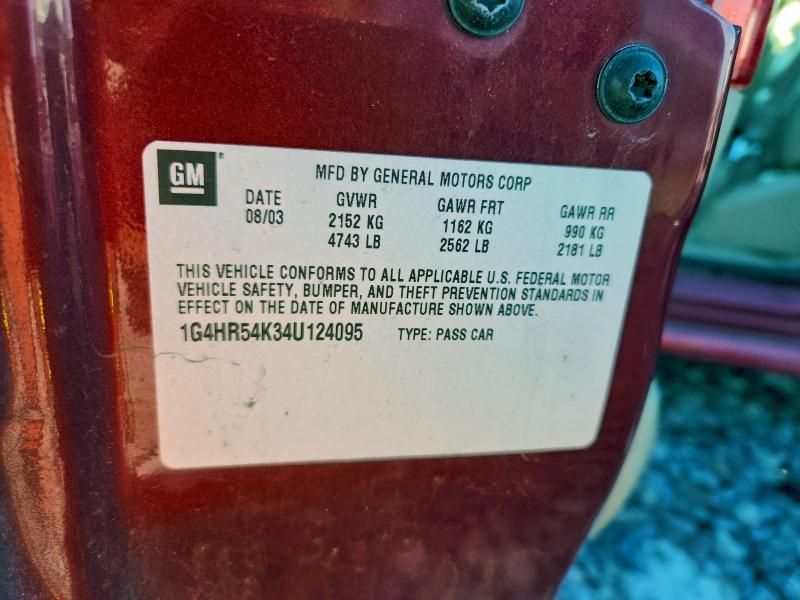 GM
MFD BY GENERAL MOTORS CORP
DATE GVWR GAWR FRT GAWR RR
08/03 2152 KG 1162 KG 990 KG
4743 LB 2562 LB 2181 LB
THIS VEHICLE CONFORMS TO ALL APPLICABLE U.S. FEDERAL MOTOR
VEHICLE SAFETY, BUMPER, AND THEFT PREVENTION STANDARDS IN
EFFECT ON THE DATE OF MANUFACTURE SHOWN ABOVE.
1G4HR54K34U124095 TYPE: PASS CAR